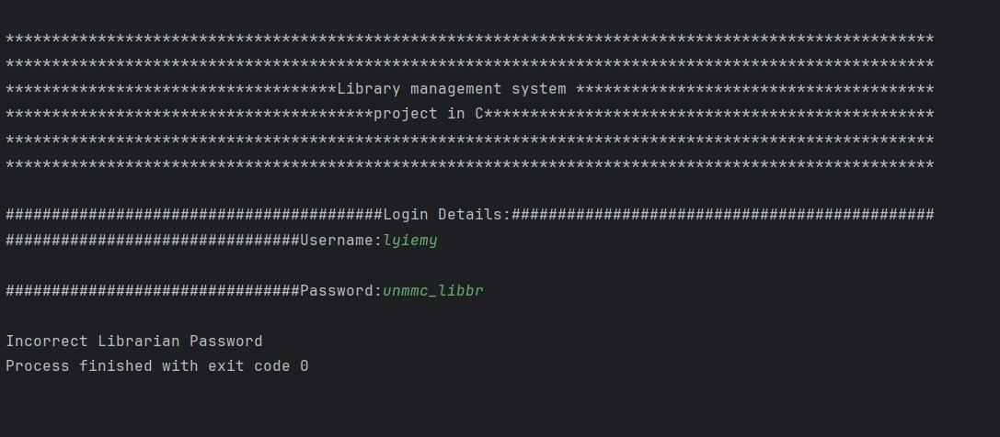 *****************************************************************************************************
*****************************************************************************************************
************************************Library management system ***************************************
****************************************project in C*************************************************
*****************************************************************************************************
*****************************************************************************************************
#########################################Login Details:##############################################
################################Username:lyiemy
################################Password:unmmc_libbr
Incorrect Librarian Password
Process finished with exit code 0